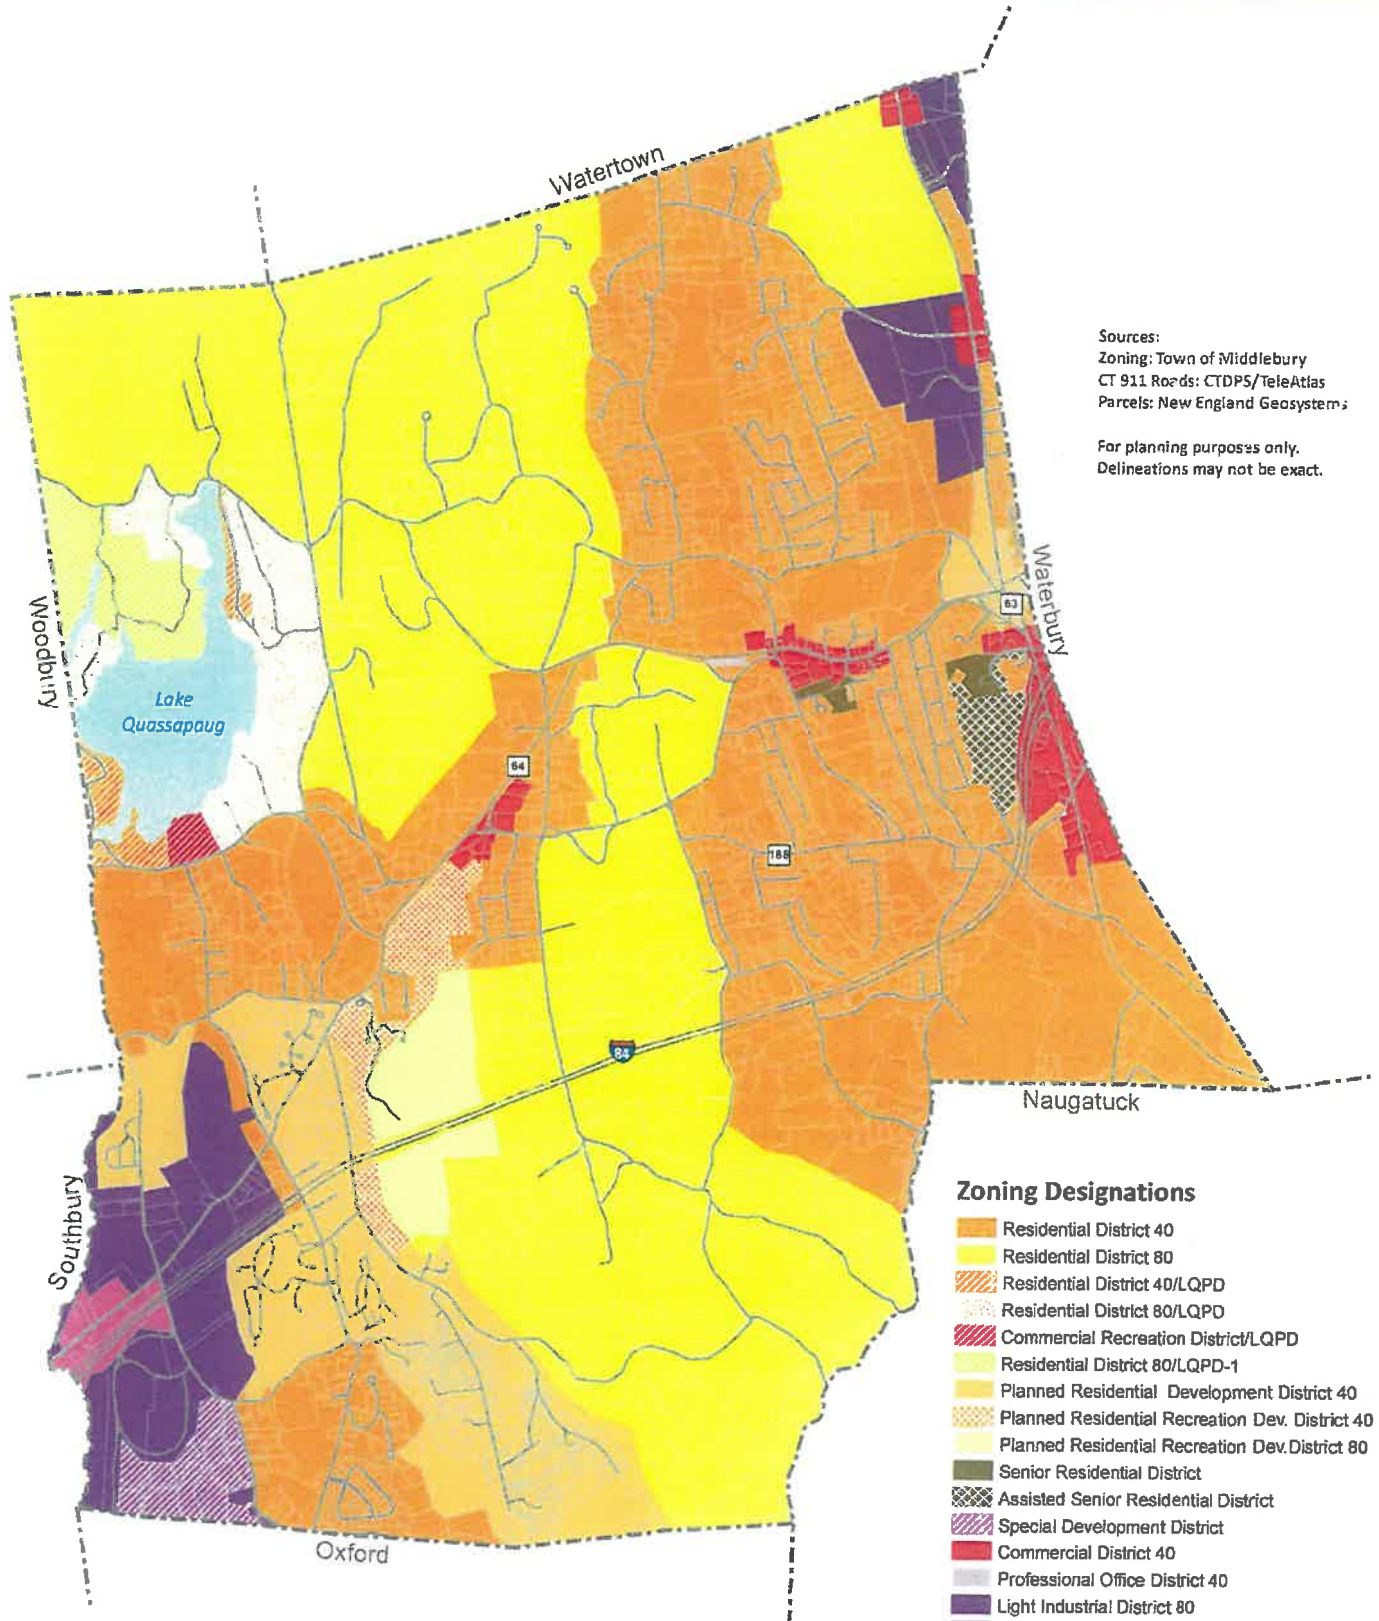 Watertown
Sources:
Zoning: Town of Middlebury
CT 911 Roads: CTDPS/TeleAtlas
Parcels: New England Geosystems
For planning purposes only.
Delineations may not be exact.
Waterbury
63
Woodbury
Lake
Quassapaug
64
188
84
Naugatuck
Southbury
Oxford
Zoning Designations
Residential District 40
Residential District 80
Residential District 40/LQPD
Residential District 80/LQPD
Commercial Recreation District/LQPD
Residential District 80/LQPD-1
Planned Residential Development District 40
Planned Residential Recreation Dev. District 40
Planned Residential Recreation Dev. District 80
Senior Residential District
Assisted Senior Residential District
Special Development District
Commercial District 40
Professional Office District 40
Light Industrial District 80